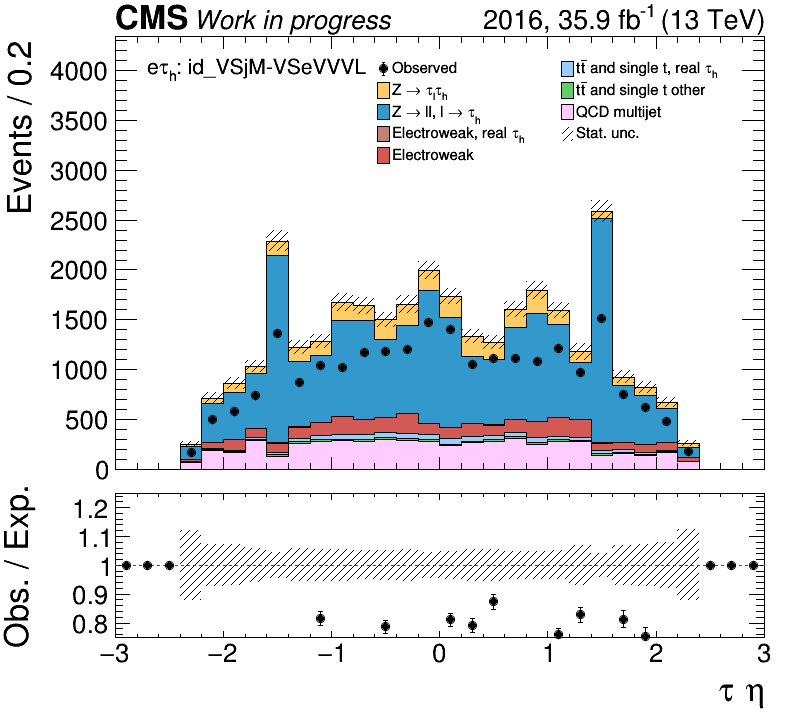 CMS Work in progress 2016, 35.9 fb⁻¹ (13 TeV)
Events / 0.2
4000
3500
3000
2500
2000
1500
1000
500
0
eτₕ: id_VSjM-VSeVVVL
Observed
Z → τₗτₕ
Z → ll, l → τₕ
Electroweak, real τₕ
Electroweak
tt̄ and single t, real τₕ
tt̄ and single t other
QCD multijet
Stat. unc.
Obs. / Exp.
1.2
1.1
1
0.9
0.8
−3 −2 −1 0 1 2 3
τ η